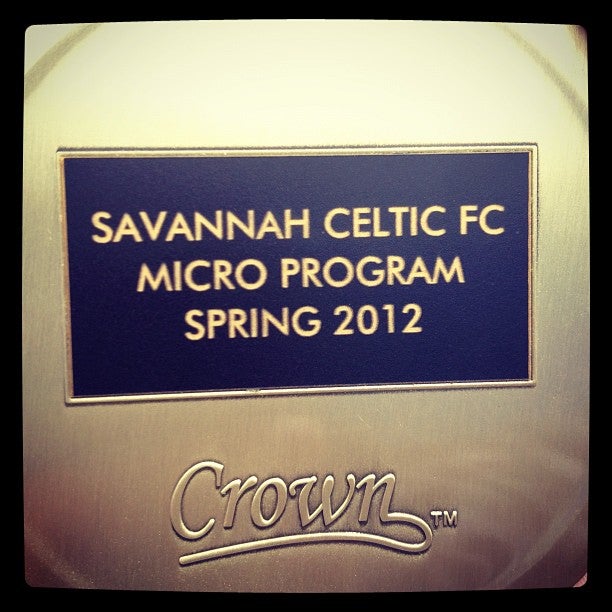 SAVANNAH CELTIC FC
MICRO PROGRAM
SPRING 2012
Crown™